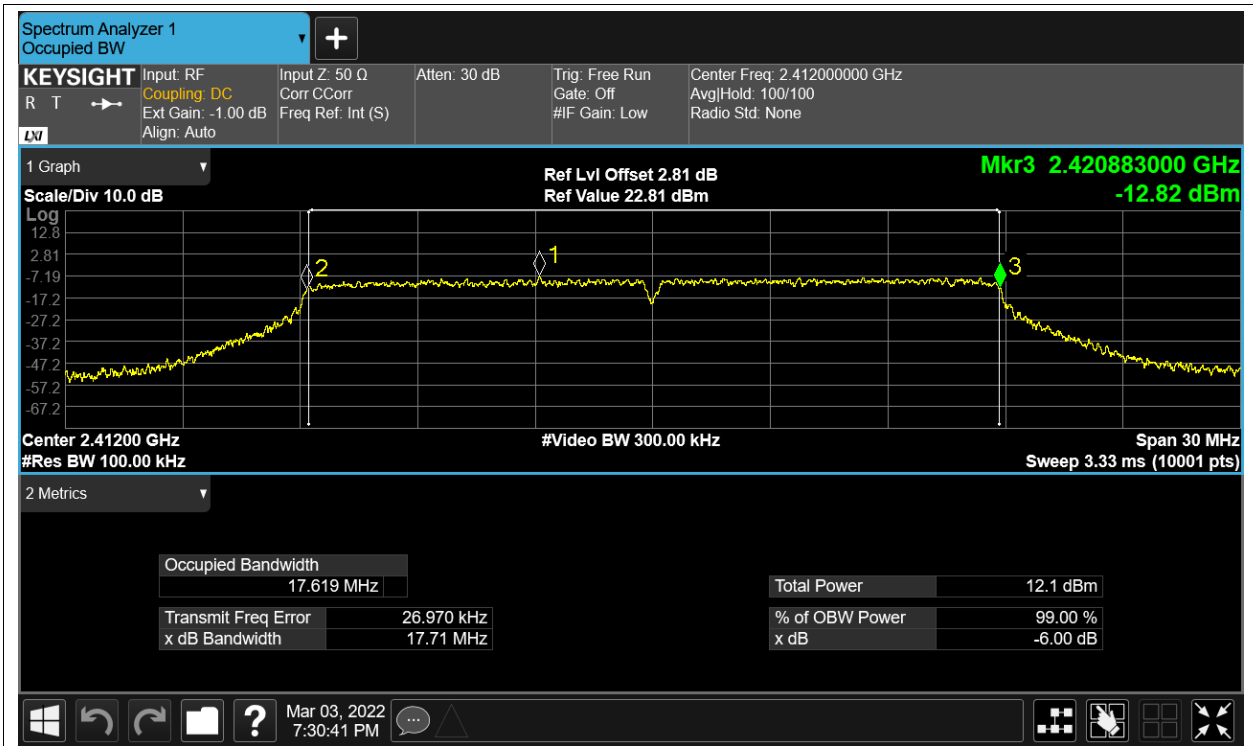 Spectrum Analyzer 1
Occupied BW
+
KEYSIGHT
R T
LXI
Input: RF
Coupling: DC
Ext Gain: -1.00 dB
Align: Auto
Input Z: 50 Ω
Corr CCorr
Freq Ref: Int (S)
Atten: 30 dB
Trig: Free Run
Gate: Off
#IF Gain: Low
Center Freq: 2.412000000 GHz
Avg|Hold: 100/100
Radio Std: None
1 Graph
Scale/Div 10.0 dB
Ref Lvl Offset 2.81 dB
Ref Value 22.81 dBm
Mkr3 2.420883000 GHz
-12.82 dBm
Log
12.8
2.81
-7.19
-17.2
-27.2
-37.2
-47.2
-57.2
-67.2
2
1
3
Center 2.41200 GHz
#Res BW 100.00 kHz
#Video BW 300.00 kHz
Span 30 MHz
Sweep 3.33 ms (10001 pts)
2 Metrics
Occupied Bandwidth
17.619 MHz
Transmit Freq Error 26.970 kHz
x dB Bandwidth 17.71 MHz
Total Power 12.1 dBm
% of OBW Power 99.00 %
x dB -6.00 dB
?
Mar 03, 2022
7:30:41 PM